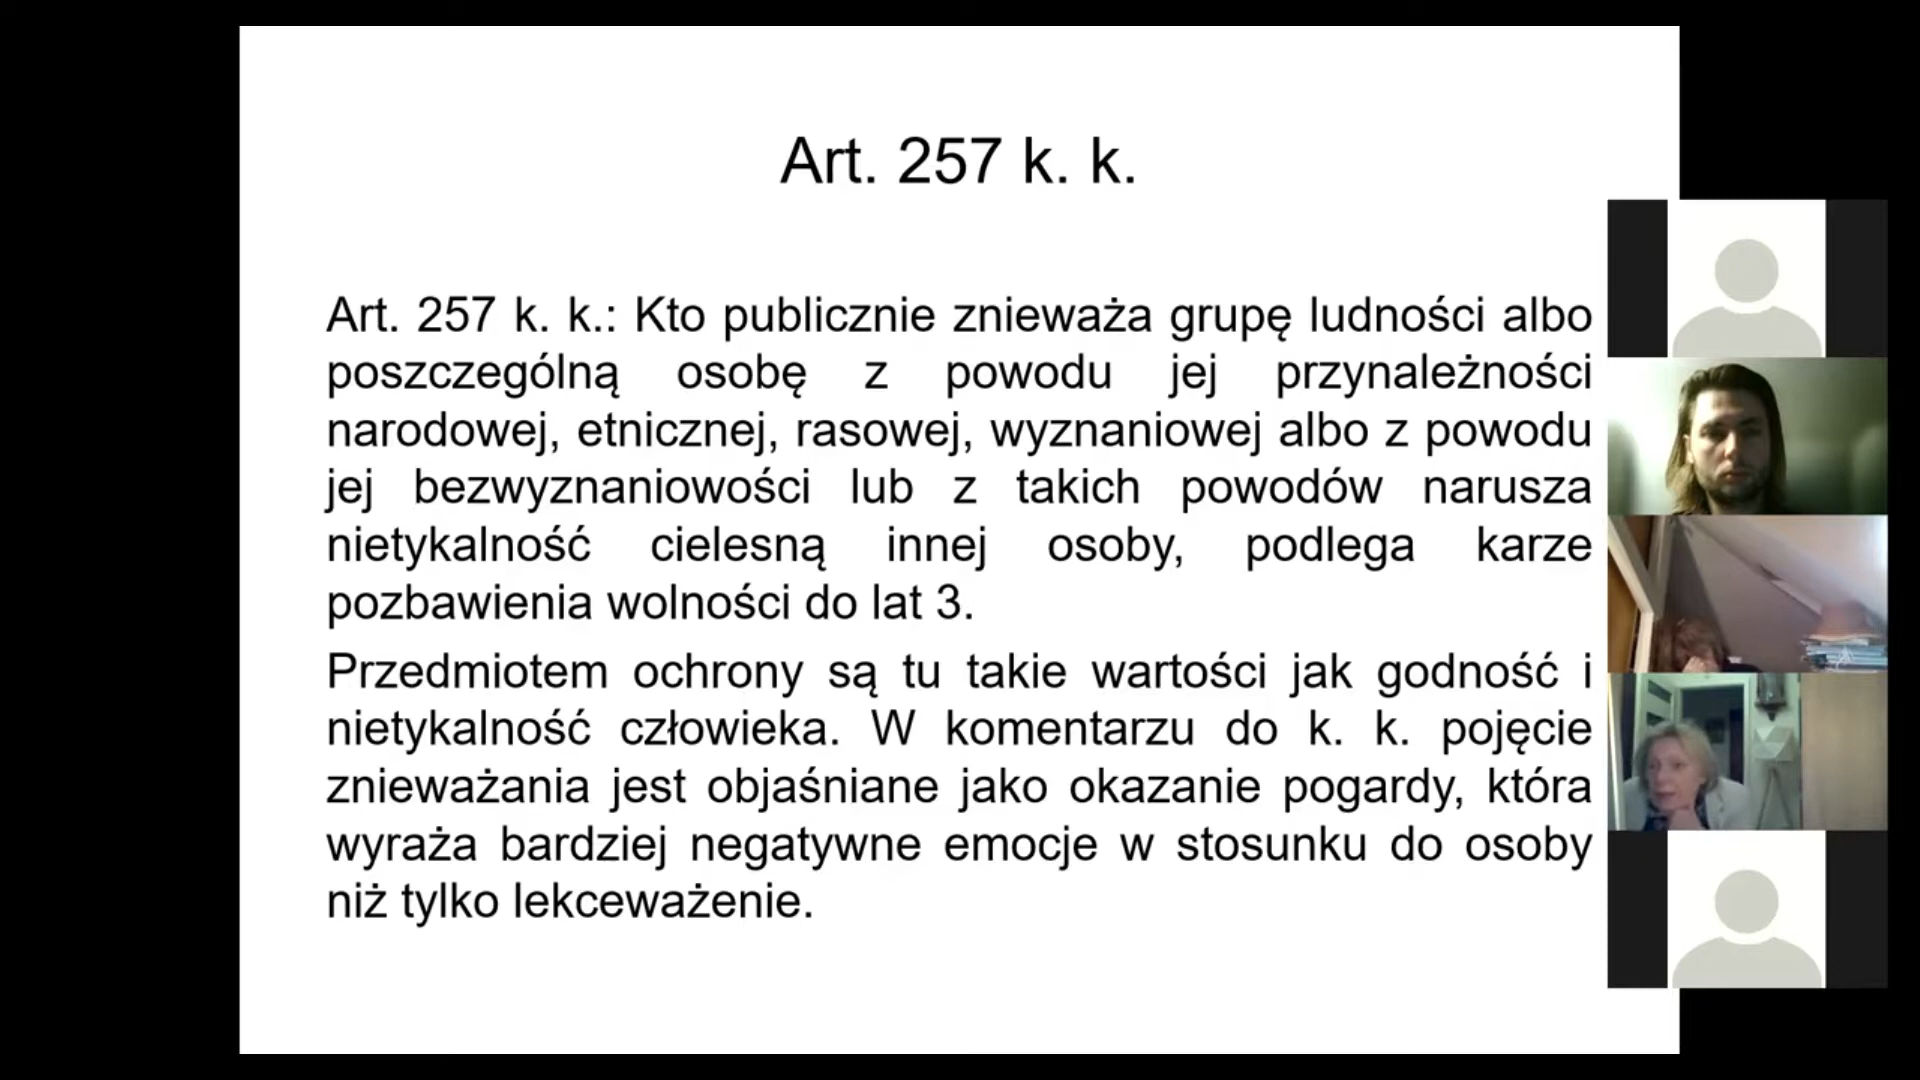 Art. 257 k. k.
Art. 257 k. k.: Kto publicznie znieważa grupę ludności albo
poszczególną osobę z powodu jej przynależności
narodowej, etnicznej, rasowej, wyznaniowej albo z powodu
jej bezwyznaniowości lub z takich powodów narusza
nietykalność cielesną innej osoby, podlega karze
pozbawienia wolności do lat 3.
Przedmiotem ochrony są tu takie wartości jak godność i
nietykalność człowieka. W komentarzu do k. k. pojęcie
znieważania jest objaśniane jako okazanie pogardy, która
wyraża bardziej negatywne emocje w stosunku do osoby
niż tylko lekceważenie.